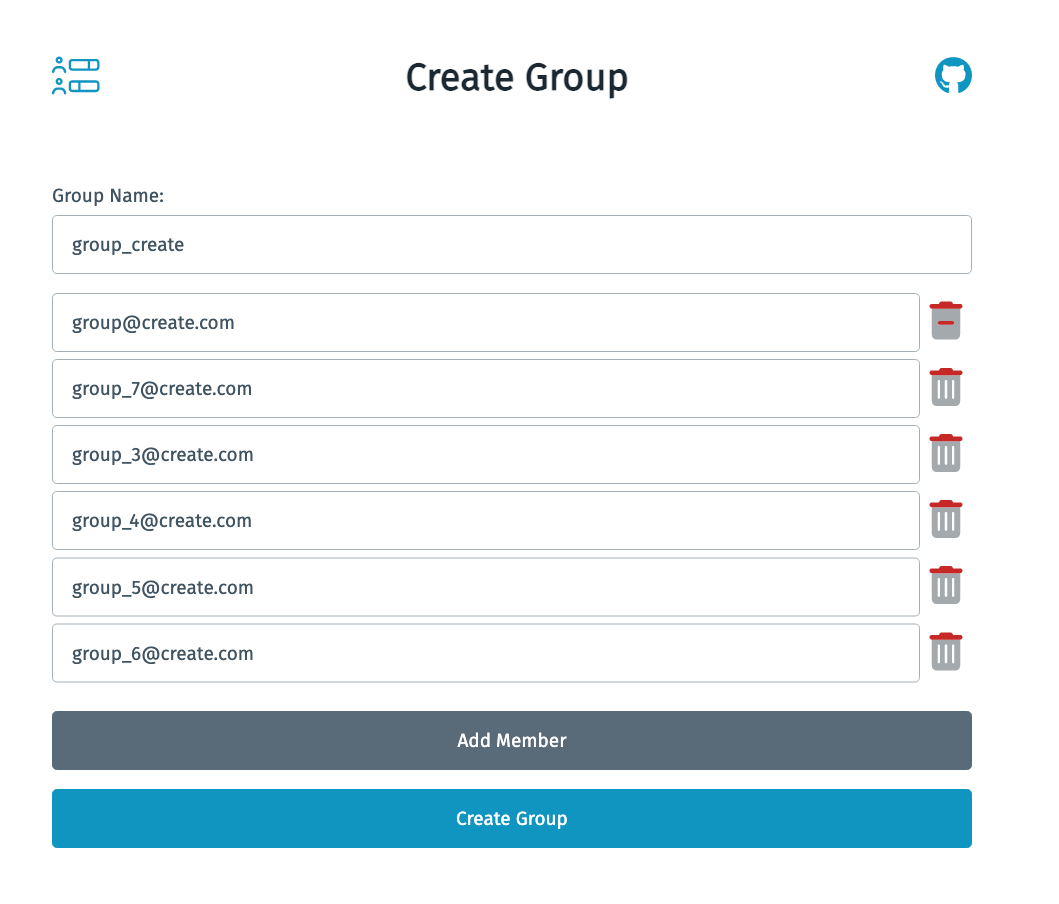 Create Group
Group Name:
group_create
group@create.com
group_7@create.com
group_3@create.com
group_4@create.com
group_5@create.com
group_6@create.com
Add Member
Create Group